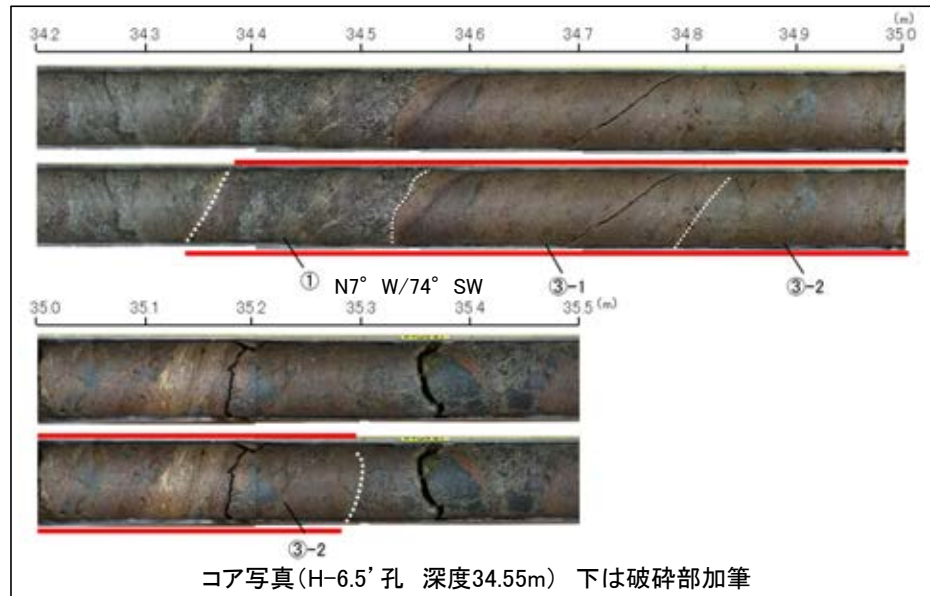 (m)
34.2 34.3 34.4 34.5 34.6 34.7 34.8 34.9 35.0
① N7° W/74° SW ③-1 ③-2
35.0 35.1 35.2 35.3 35.4 35.5 (m)
③-2
コア写真(H-6.5’孔 深度34.55m) 下は破砕部加筆